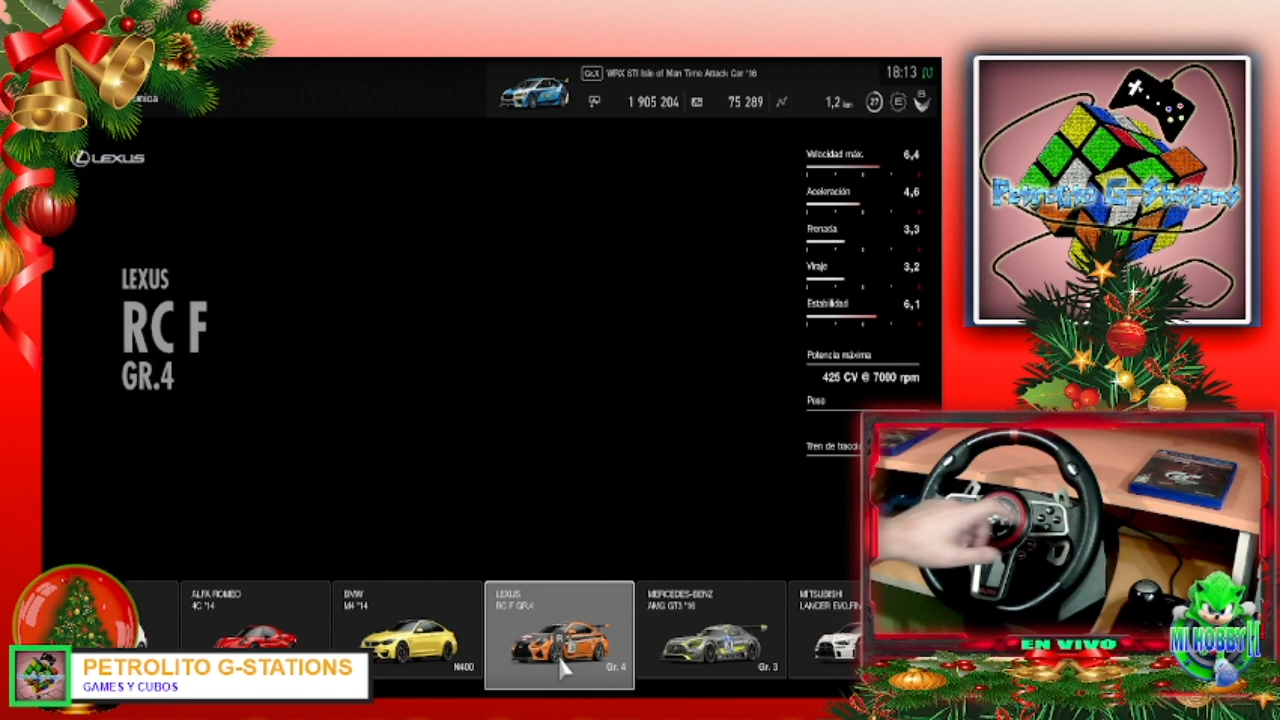 Gr.X WRX STI Isle of Man Time Attack Car '16
18:13
1 905 204
75 289
1,2 km
27
E
B
LEXUS
LEXUS
RC F
GR.4
Velocidad máx. 6,4
Aceleración 4,6
Frenada 3,3
Viraje 3,2
Estabilidad 6,1
Potencia máxima
425 CV @ 7000 rpm
Peso
ALFA ROMEO
4C '14
BMW
M4 '14
N400
LEXUS
RC F GR.4
Gr. 4
MERCEDES-BENZ
AMG GT3 '16
Gr. 3
MITSUBISHI
Petrolito G-Stations
EN VIVO
MI HOBBY
PETROLITO G-STATIONS
GAMES Y CUBOS